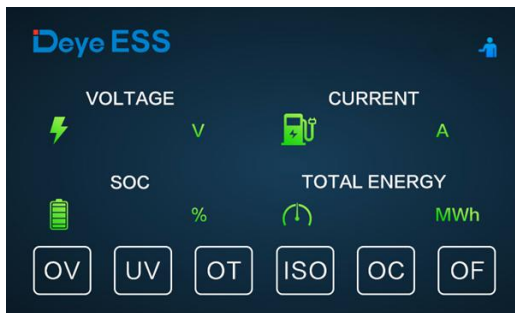 Deye ESS
VOLTAGE
CURRENT
V
A
SOC
TOTAL ENERGY
%
MWh
OV UV OT ISO OC OF